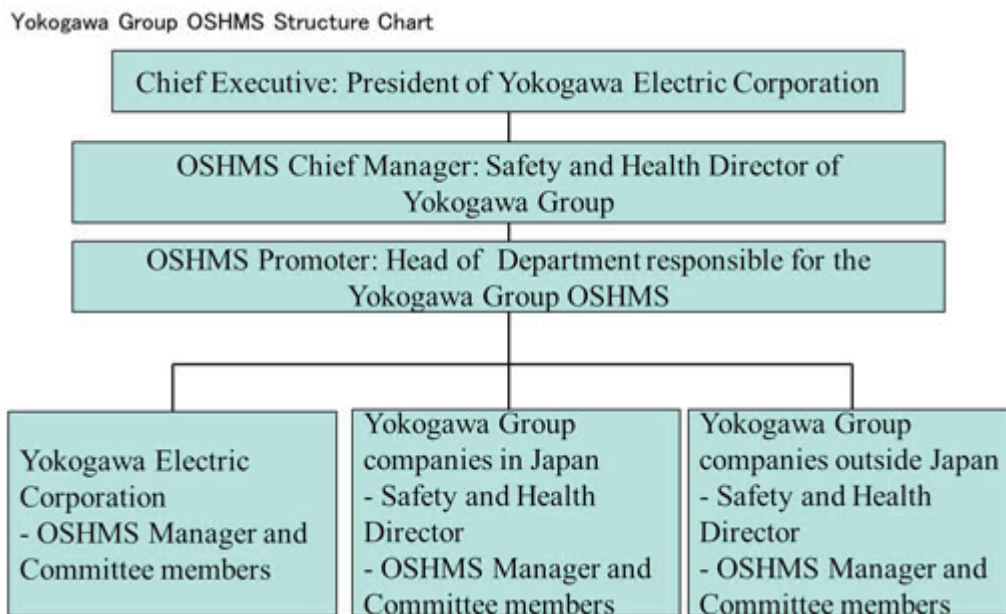 Yokogawa Group OSHMS Structure Chart
Chief Executive: President of Yokogawa Electric Corporation
OSHMS Chief Manager: Safety and Health Director of
Yokogawa Group
OSHMS Promoter: Head of Department responsible for the
Yokogawa Group OSHMS
Yokogawa Electric
Corporation
- OSHMS Manager and
Committee members
Yokogawa Group
companies in Japan
- Safety and Health
Director
- OSHMS Manager and
Committee members
Yokogawa Group
companies outside Japan
- Safety and Health
Director
- OSHMS Manager and
Committee members